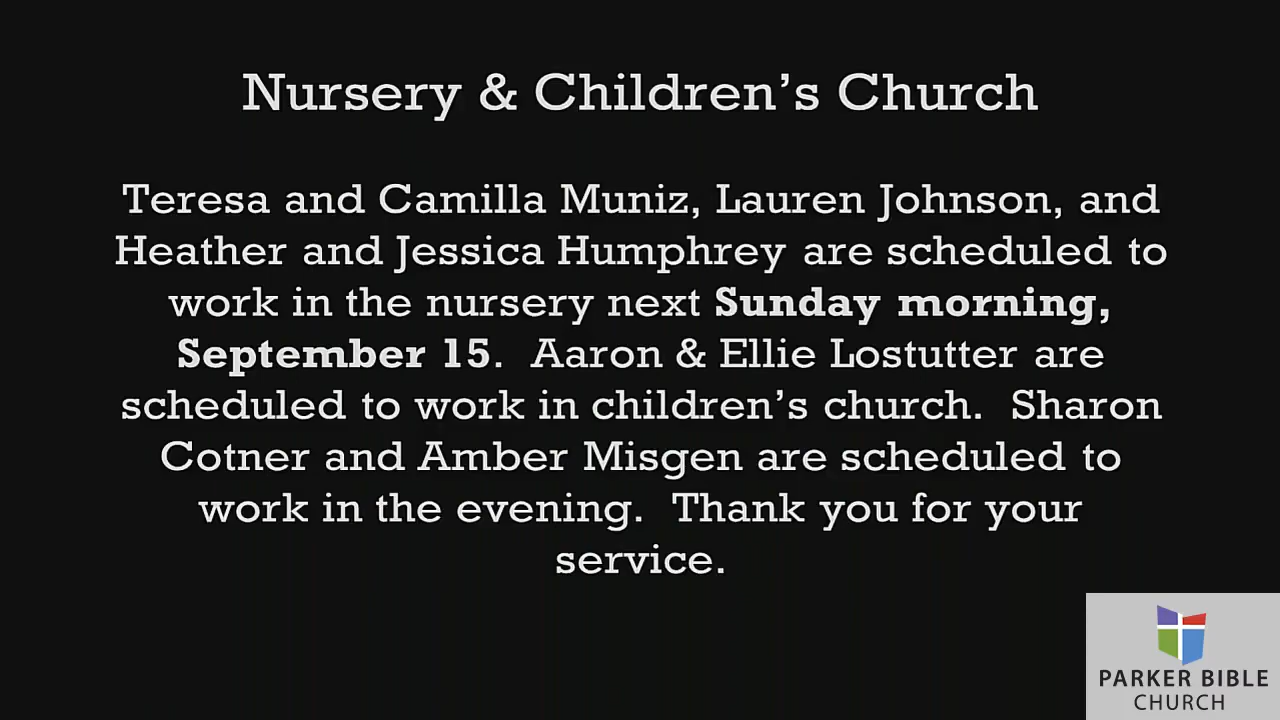 Nursery & Children’s Church
Teresa and Camilla Muniz, Lauren Johnson, and
Heather and Jessica Humphrey are scheduled to
work in the nursery next Sunday morning,
September 15.  Aaron & Ellie Lostutter are
scheduled to work in children’s church.  Sharon
Cotner and Amber Misgen are scheduled to
work in the evening.  Thank you for your
service.
PARKER BIBLE
CHURCH